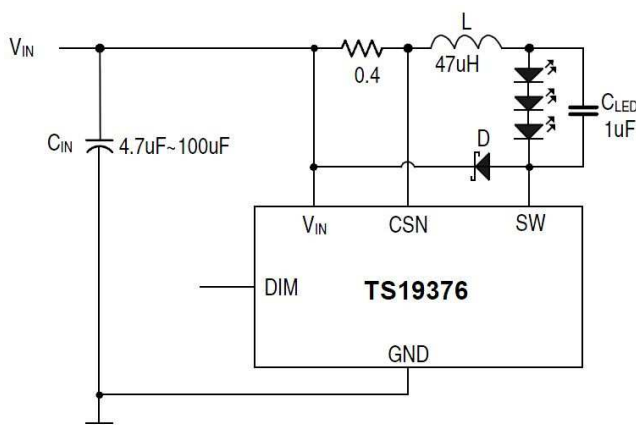 L
VIN
0.4
47uH
CLED
1uF
CIN
4.7uF~100uF
D
VIN
CSN
SW
DIM
TS19376
GND